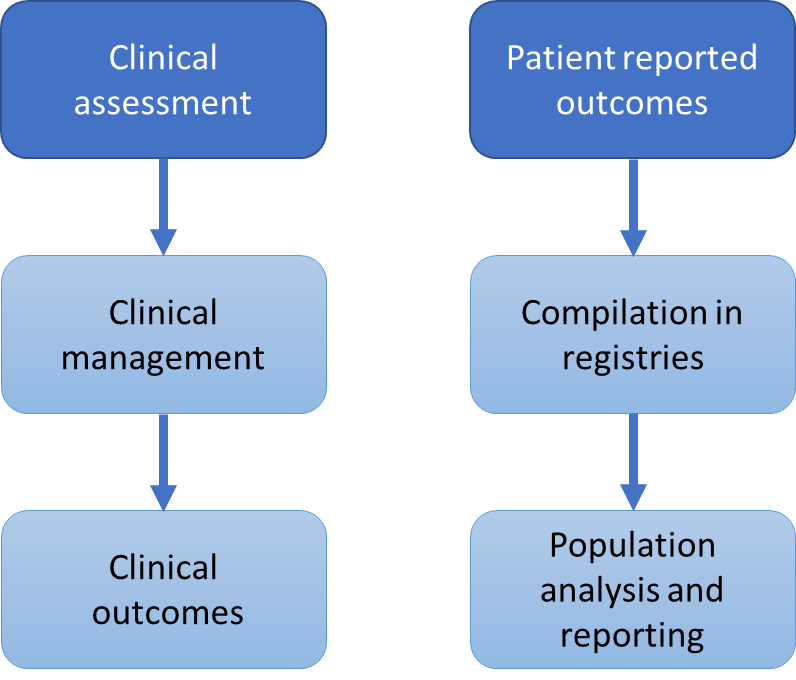 Clinical
assessment
Patient reported
outcomes
Clinical
management
Compilation in
registries
Clinical
outcomes
Population
analysis and
reporting